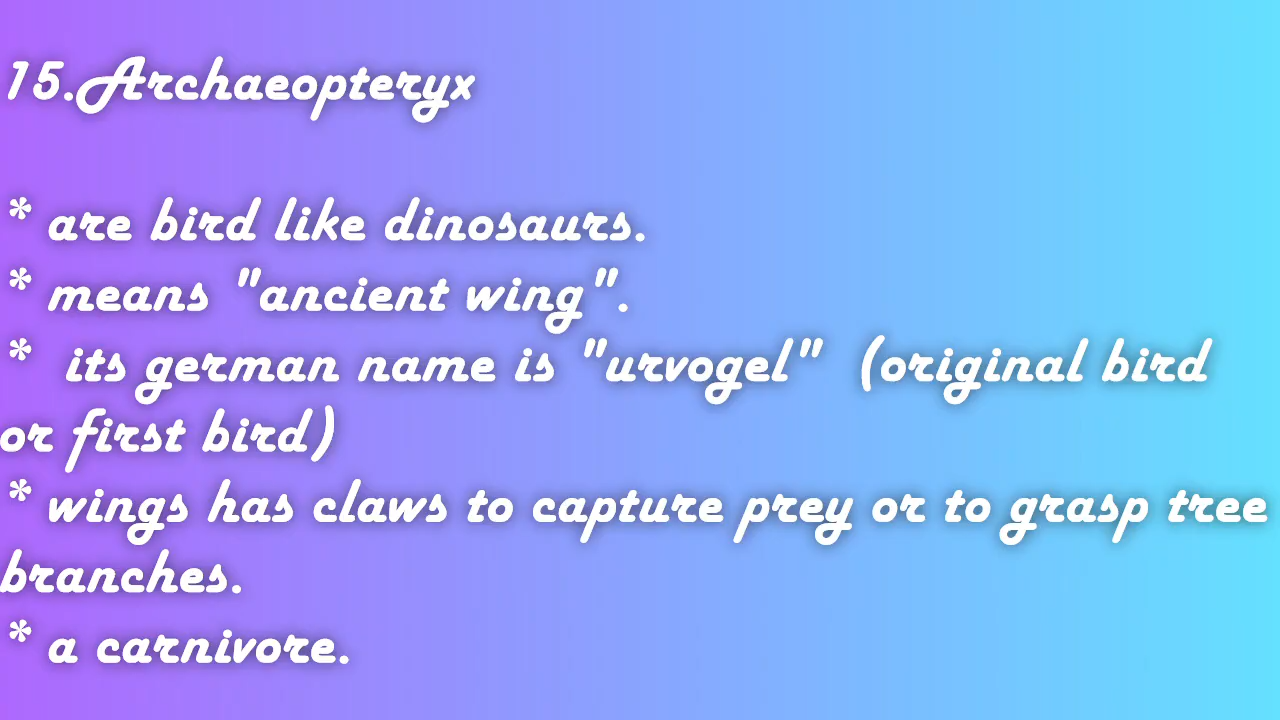 15.Archaeopteryx
* are bird like dinosaurs.
* means "ancient wing".
* its german name is "urvogel" (original bird
or first bird)
* wings has claws to capture prey or to grasp tree
branches.
* a carnivore.